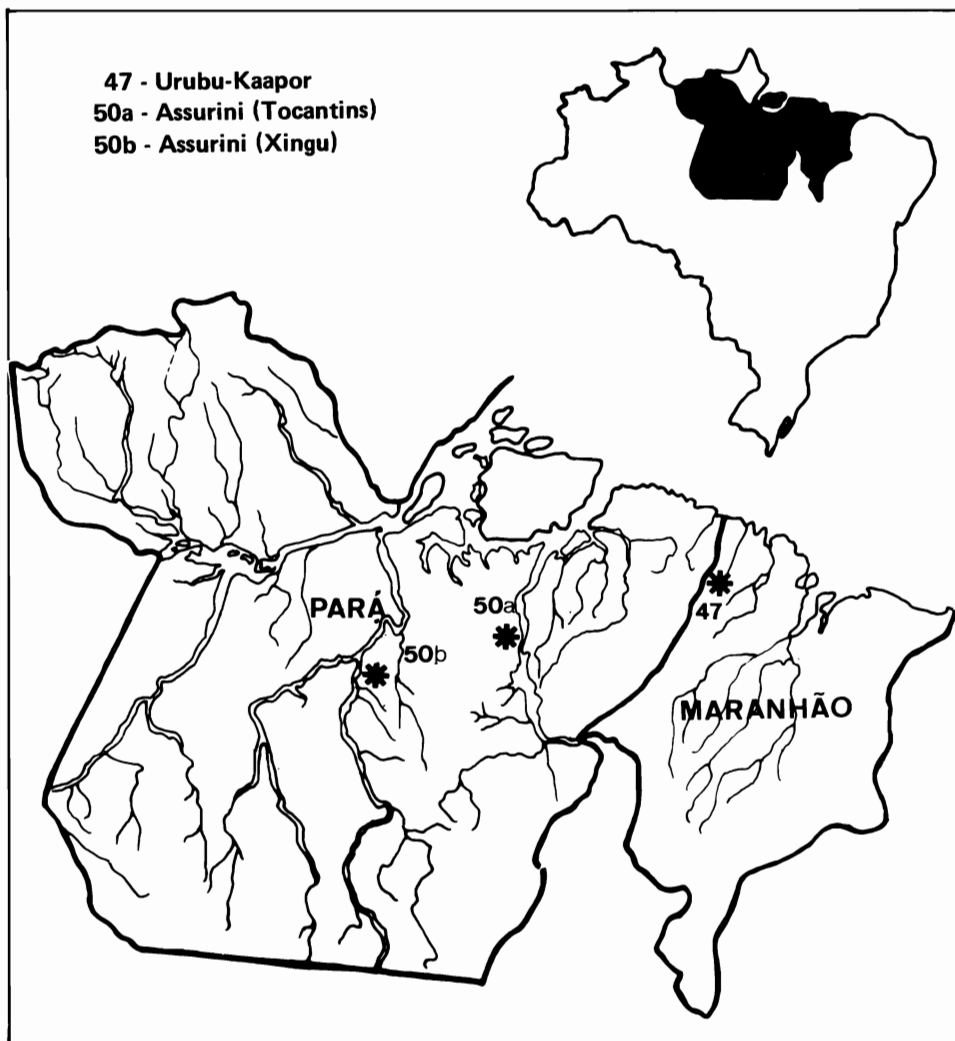 47 - Urubu-Kaapor
50a - Assurini (Tocantins)
50b - Assurini (Xingu)
PARÁ
50a
47
50b
MARANHÃO